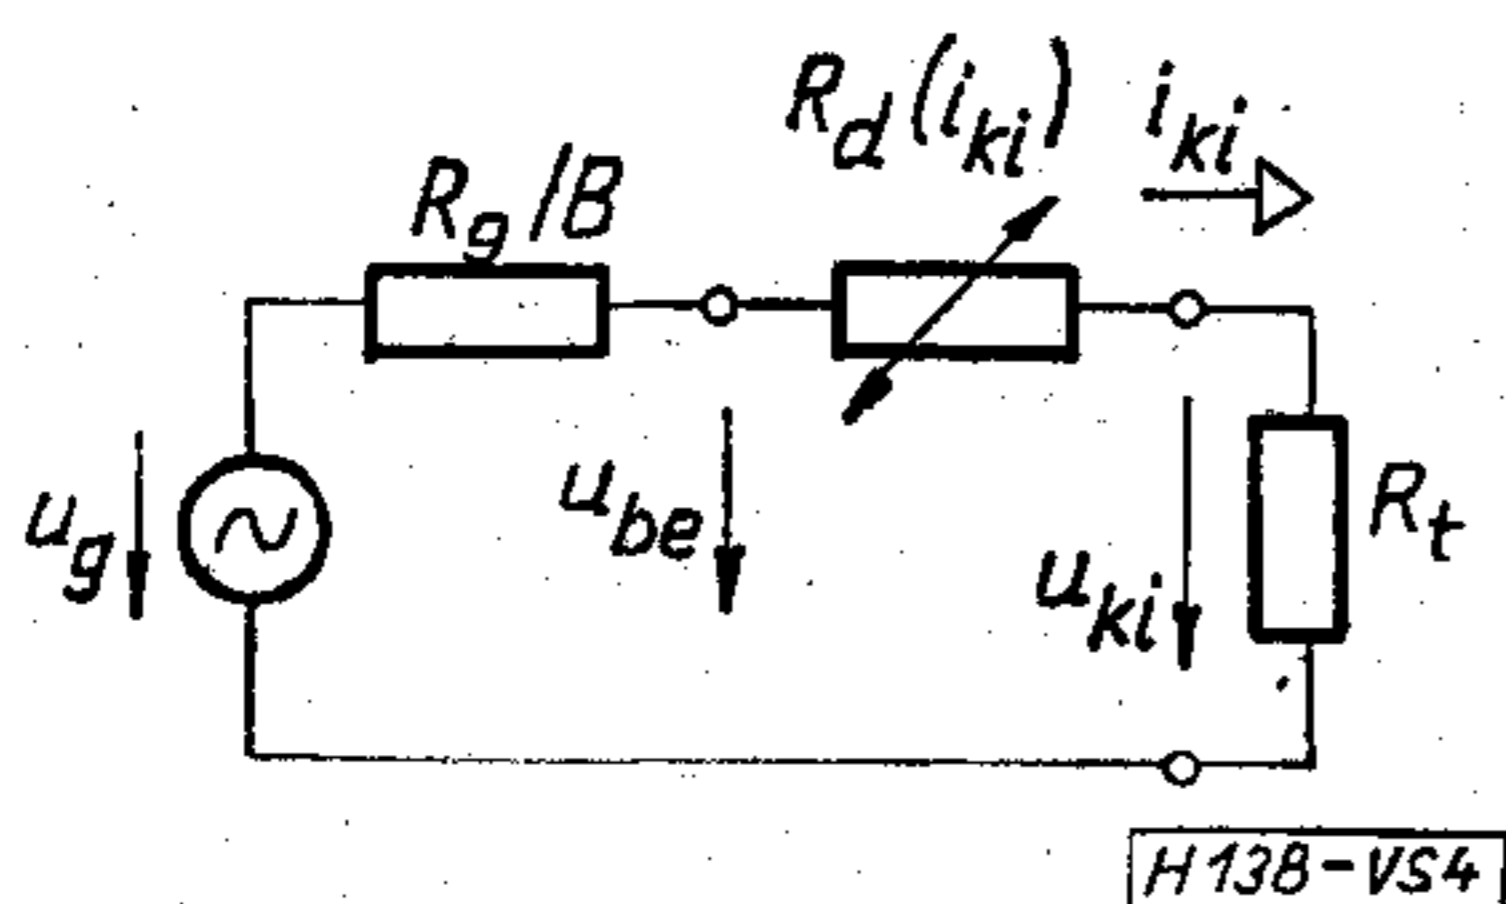 R_d(i_ki) i_ki
R_g/B
u_g
u_be
u_ki
R_t
H138-VS4